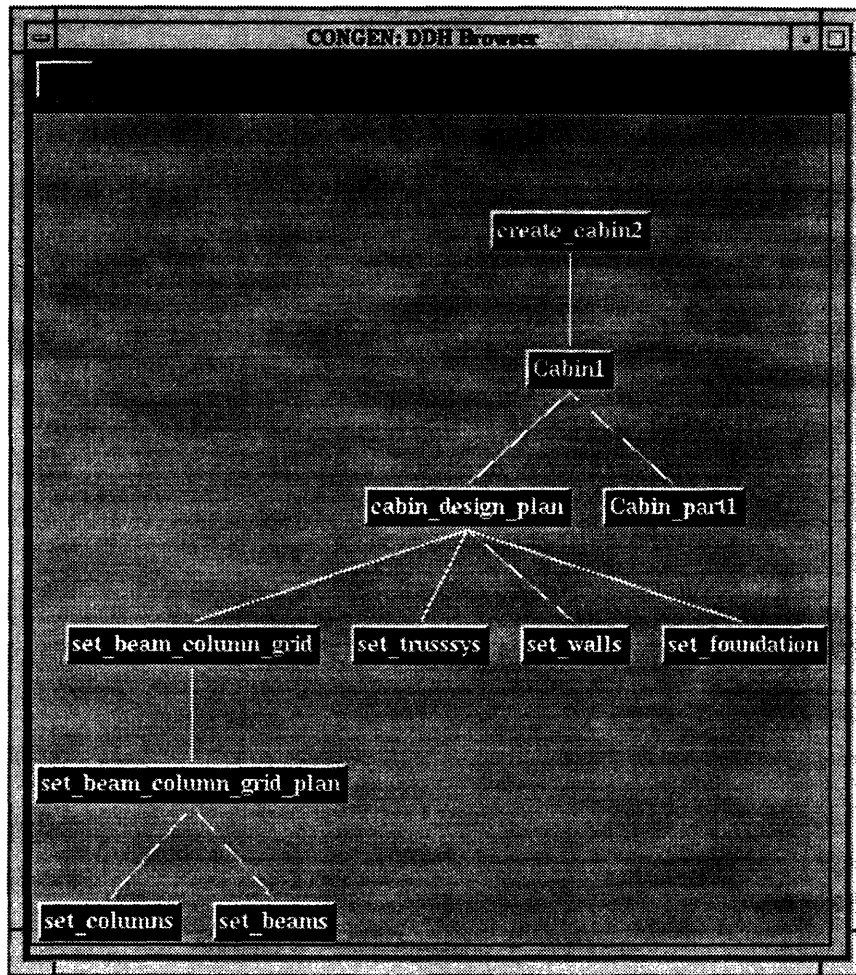 CONGEN: DDH Browser
create_cabin2
Cabin1
cabin_design_plan Cabin_part1
set_beam_column_grid set_trusssys set_walls set_foundation
set_beam_column_grid_plan
set_columns set_beams